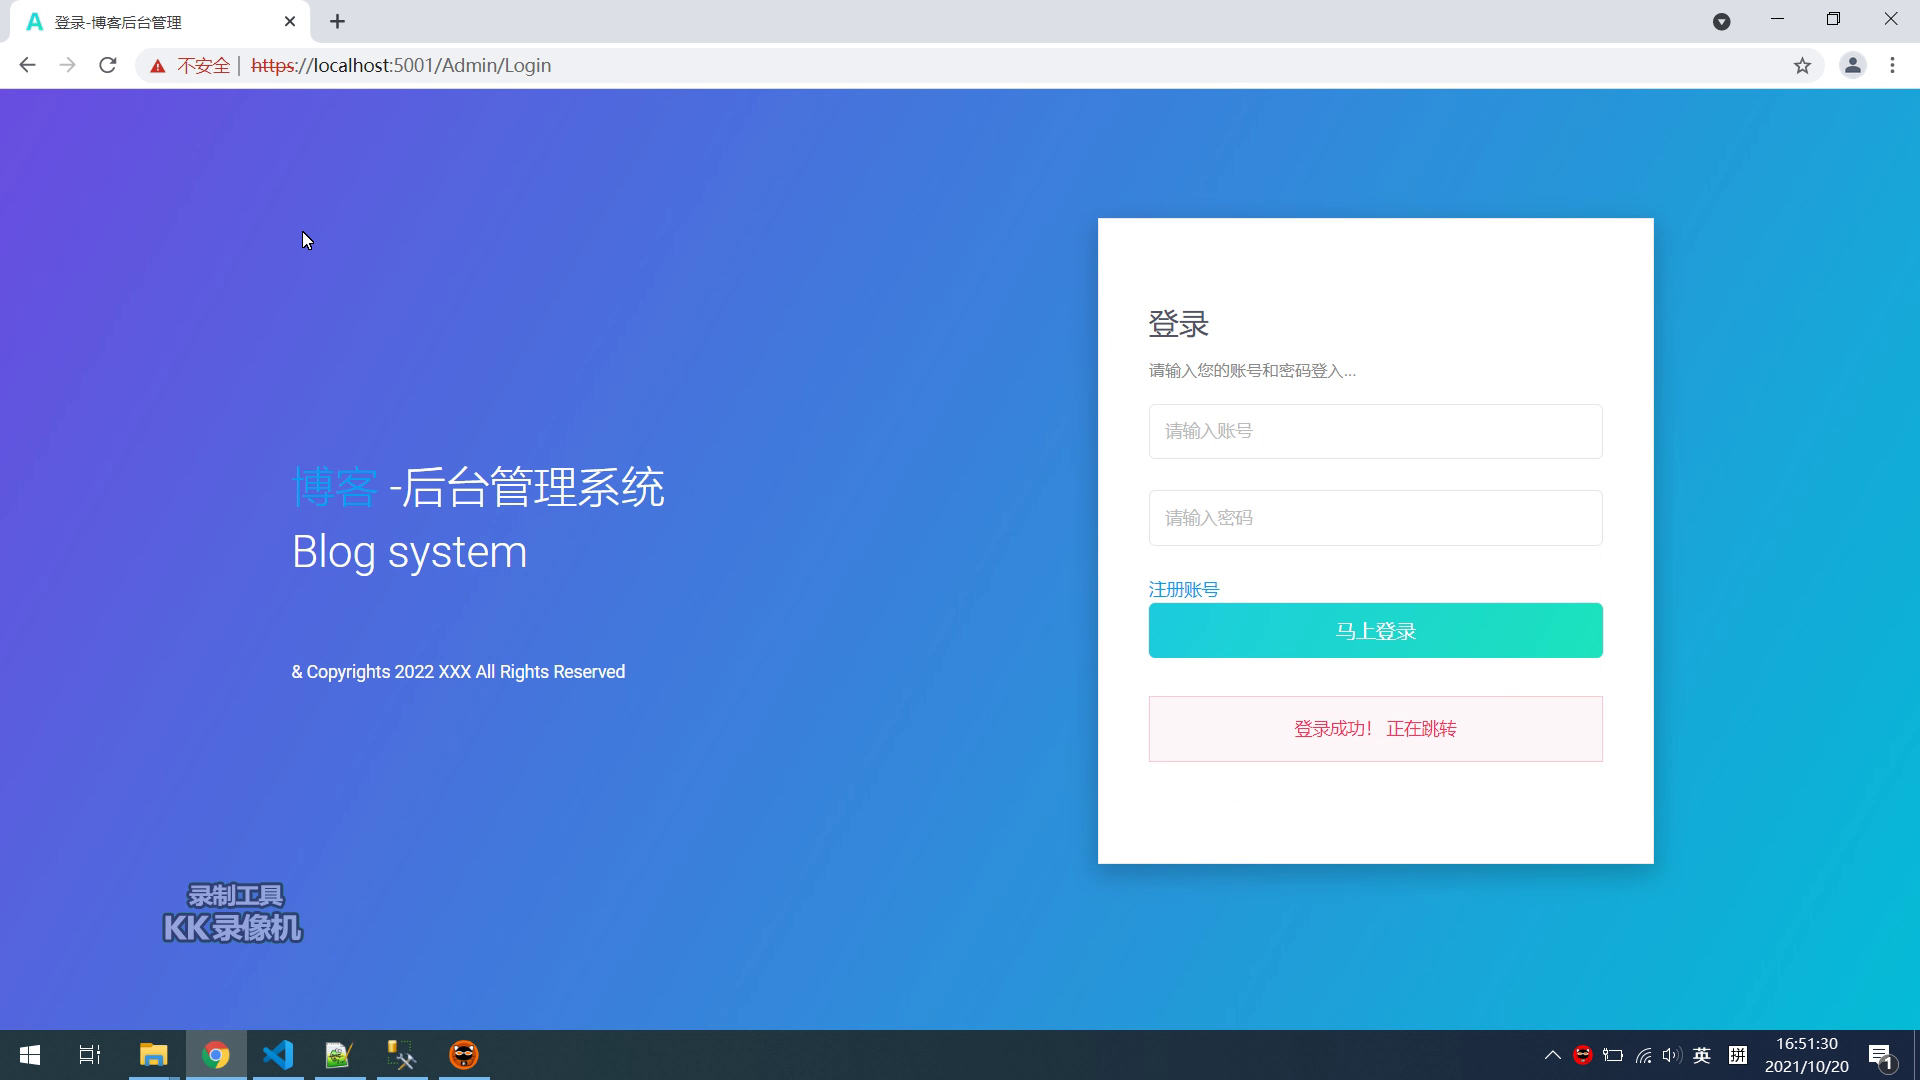 登录-博客后台管理
不安全 | https://localhost:5001/Admin/Login
博客 -后台管理系统
Blog system
& Copyrights 2022 XXX All Rights Reserved
登录
请输入您的账号和密码登入...
请输入账号
请输入密码
注册账号
马上登录
登录成功! 正在跳转
录制工具
KK录像机
英
拼
16:51:30
2021/10/20
1